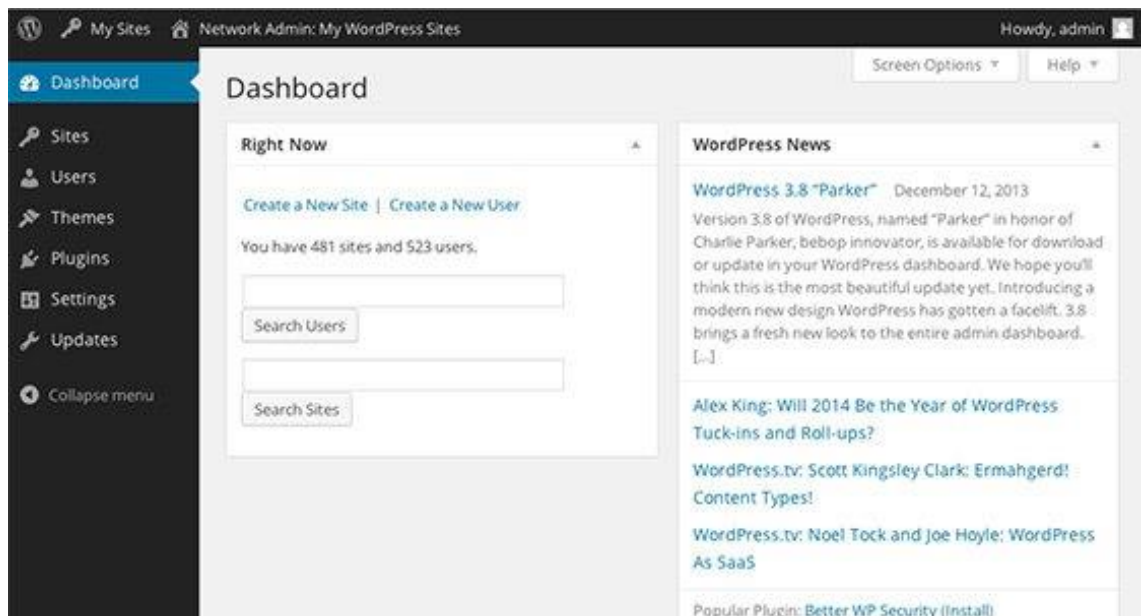 My Sites Network Admin: My WordPress Sites Howdy, admin
Screen Options Help
Dashboard
Sites
Users
Themes
Plugins
Settings
Updates
Collapse menu
Dashboard
Right Now
Create a New Site | Create a New User
You have 481 sites and 523 users.
Search Users
Search Sites
WordPress News
WordPress 3.8 “Parker” December 12, 2013
Version 3.8 of WordPress, named “Parker” in honor of
Charlie Parker, bebop innovator, is available for download
or update in your WordPress dashboard. We hope you’ll
think this is the most beautiful update yet. Introducing a
modern new design WordPress has gotten a facelift. 3.8
brings a fresh new look to the entire admin dashboard.
[...]
Alex King: Will 2014 Be the Year of WordPress
Tuck-ins and Roll-ups?
WordPress.tv: Scott Kingsley Clark: Ermahgerd!
Content Types!
WordPress.tv: Noel Tock and Joe Hoyle: WordPress
As SaaS
Popular Plugin: Better WP Security (Install)